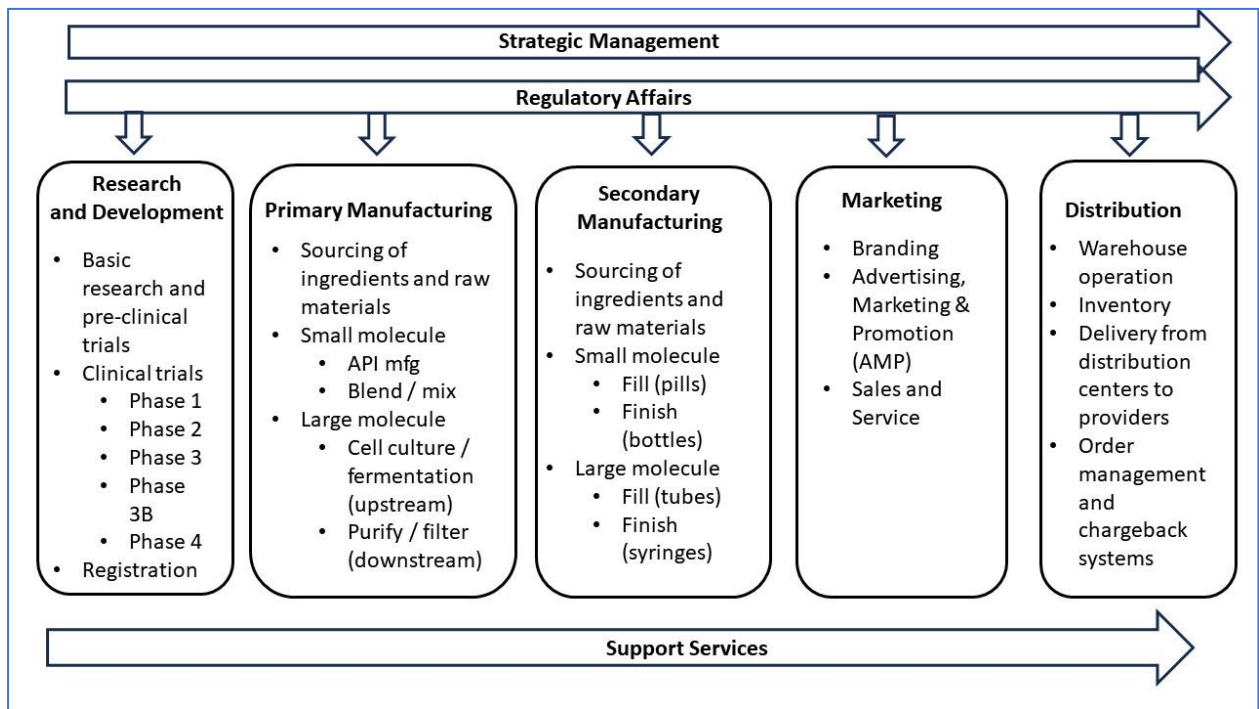 Strategic Management
Regulatory Affairs
Research
and Development
• Basic
research and
pre-clinical
trials
• Clinical trials
• Phase 1
• Phase 2
• Phase 3
• Phase
3B
• Phase 4
• Registration
Primary Manufacturing
• Sourcing of
ingredients and raw
materials
• Small molecule
• API mfg
• Blend / mix
• Large molecule
• Cell culture /
fermentation
(upstream)
• Purify / filter
(downstream)
Secondary
Manufacturing
• Sourcing of
ingredients and
raw materials
• Small molecule
• Fill (pills)
• Finish
(bottles)
• Large molecule
• Fill (tubes)
• Finish
(syringes)
Marketing
• Branding
• Advertising,
Marketing &
Promotion
(AMP)
• Sales and
Service
Distribution
• Warehouse
operation
• Inventory
• Delivery from
distribution
centers to
providers
• Order
management
and
chargeback
systems
Support Services